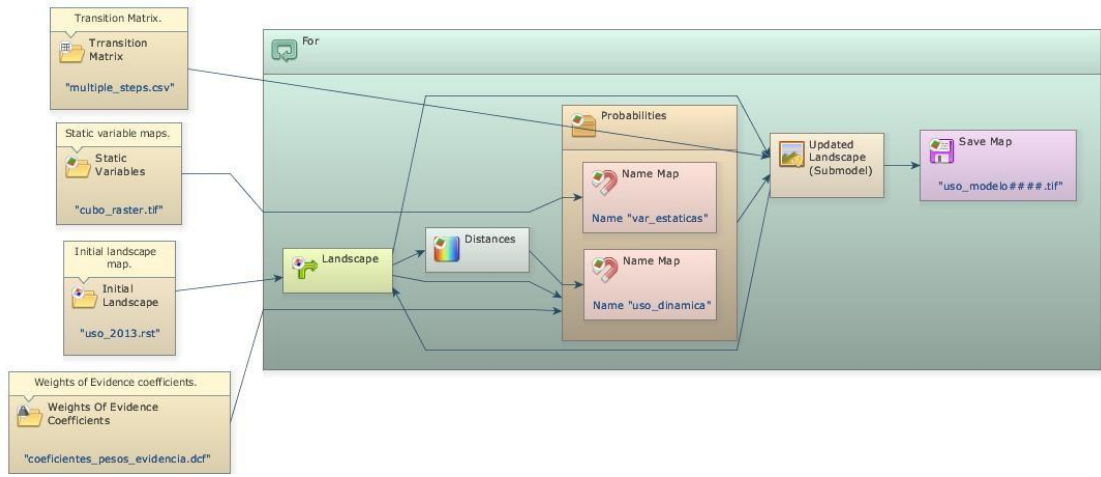 Transition Matrix.
Trransition
Matrix
"multiple_steps.csv"
Static variable maps.
Static
Variables
"cubo_raster.tif"
Initial landscape
map.
Initial
Landscape
"uso_2013.rst"
Weights of Evidence coefficients.
Weights Of Evidence
Coefficients
"coeficientes_pesos_evidencia.dcf"
For
Landscape
Distances
Probabilities
Name Map
Name "var_estaticas"
Name Map
Name "uso_dinamica"
Updated
Landscape
(Submodel)
Save Map
"uso_modelo####.tif"